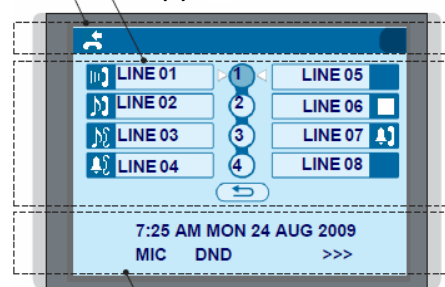 LINE 01 1 LINE 05
LINE 02 2 LINE 06
LINE 03 3 LINE 07
LINE 04 4 LINE 08
7:25 AM MON 24 AUG 2009
MIC DND >>>